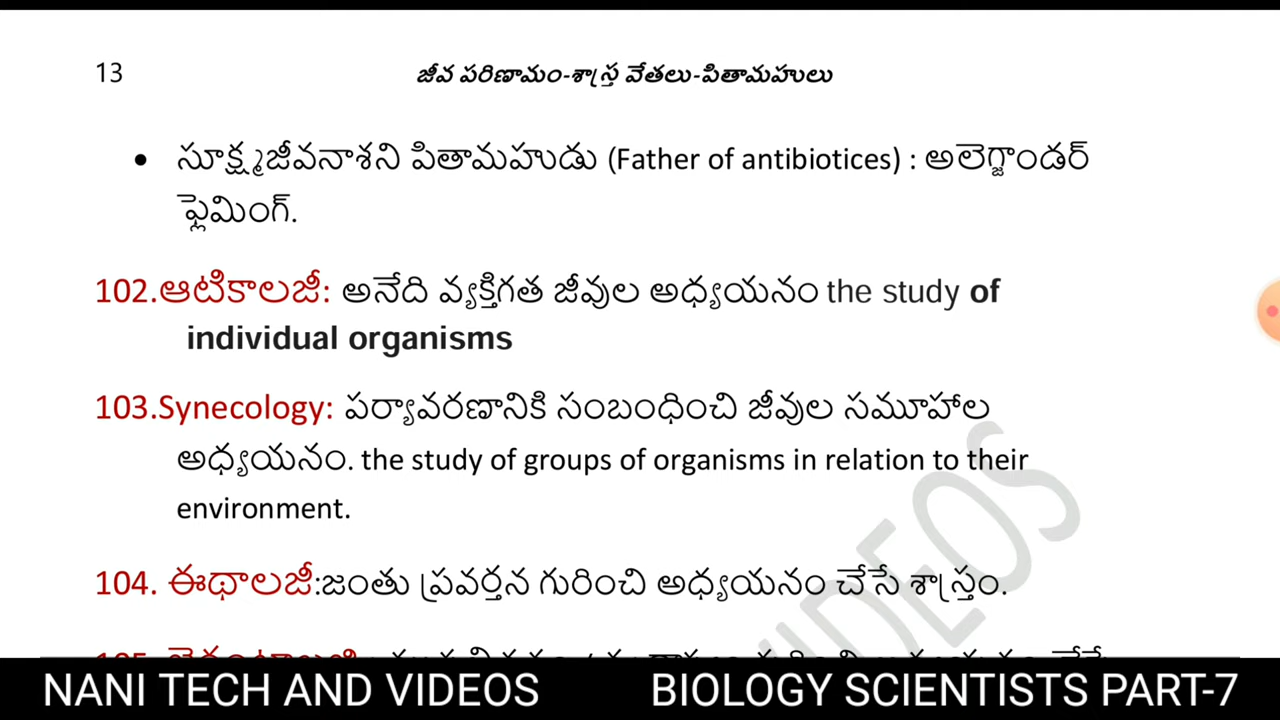 13
జీవ పరిణామం-శాస్త్ర వేతలు-పితామహులు
• సూక్ష్మజీవనాశని పితామహుడు (Father of antibiotices) : అలెగ్జాండర్
ఫ్లెమింగ్.
102.ఆటికాలజీ: అనేది వ్యక్తిగత జీవుల అధ్యయనం the study of
individual organisms
103.Synecology: పర్యావరణానికి సంబంధించి జీవుల సమూహాల
అధ్యయనం. the study of groups of organisms in relation to their
environment.
104. ఈథాలజీ:జంతు ప్రవర్తన గురించి అధ్యయనం చేసే శాస్త్రం.
VIDEOS
NANI TECH AND VIDEOS
BIOLOGY SCIENTISTS PART-7